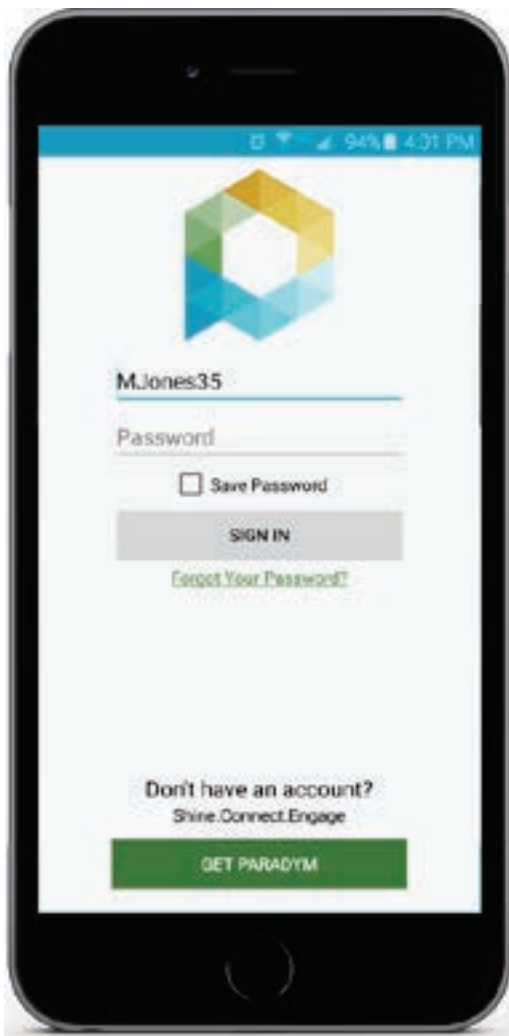 94% 4:01 PM
MJones35
Password
Save Password
SIGN IN
Forgot Your Password?
Don't have an account?
Shine.Connect.Engage
GET PARADYM